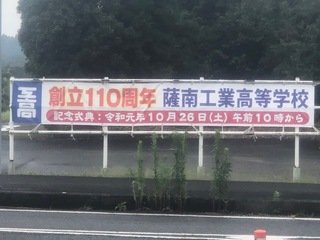 工高
創立110周年 薩南工業高等学校
記念式典：令和元年10月26日(土) 午前10時から